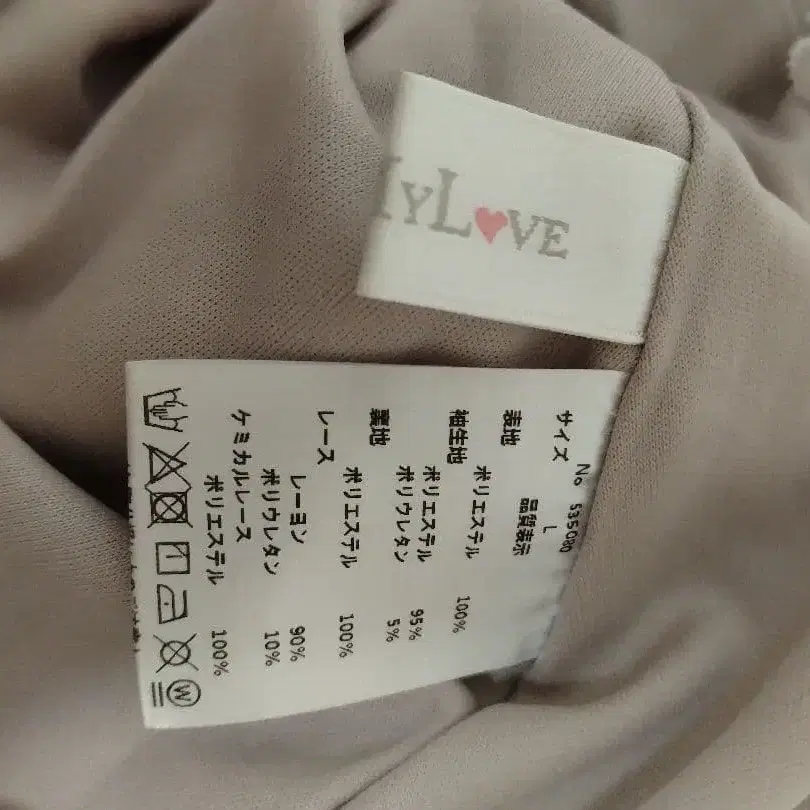 YL♥VE
No 535080
サイズ L
品質表示
表地
ポリエステル 100%
袖生地
ポリエステル 95%
ポリウレタン 5%
裏地
ポリエステル 100%
レース
レーヨン 90%
ポリウレタン 10%
ケミカルレース
ポリエステル 100%
W